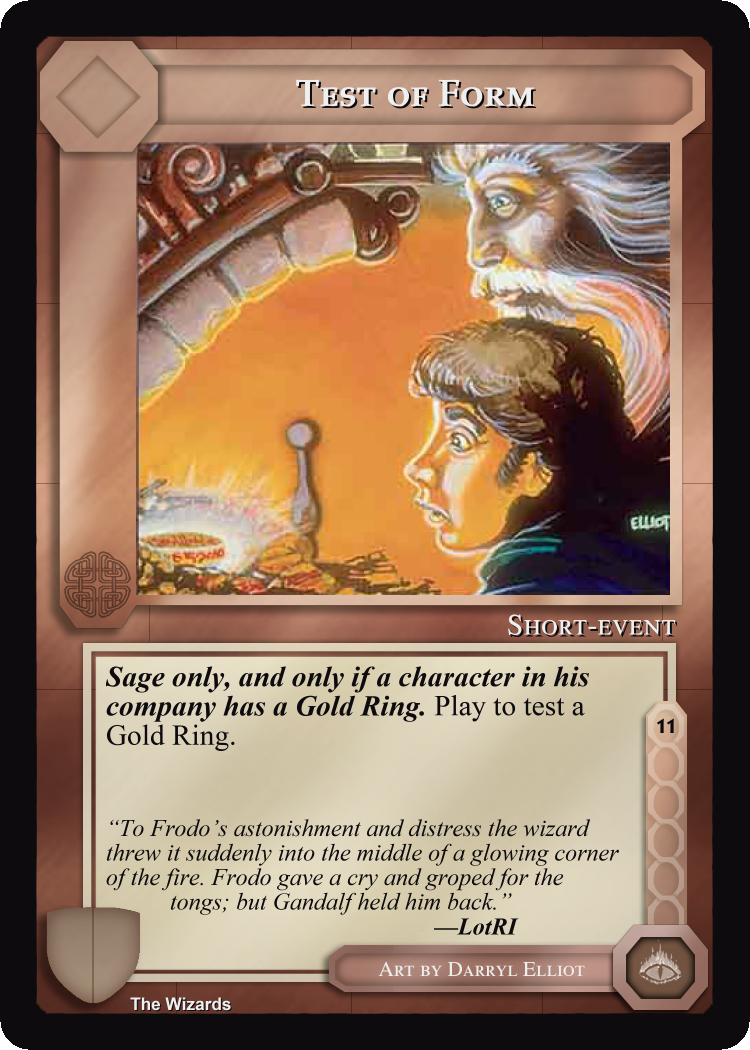 Test of Form
ELLIOT
Short-event
Sage only, and only if a character in his
company has a Gold Ring. Play to test a
Gold Ring.
11
“To Frodo’s astonishment and distress the wizard
threw it suddenly into the middle of a glowing corner
of the fire. Frodo gave a cry and groped for the
tongs; but Gandalf held him back.”
—LotRI
Art by Darryl Elliot
The Wizards